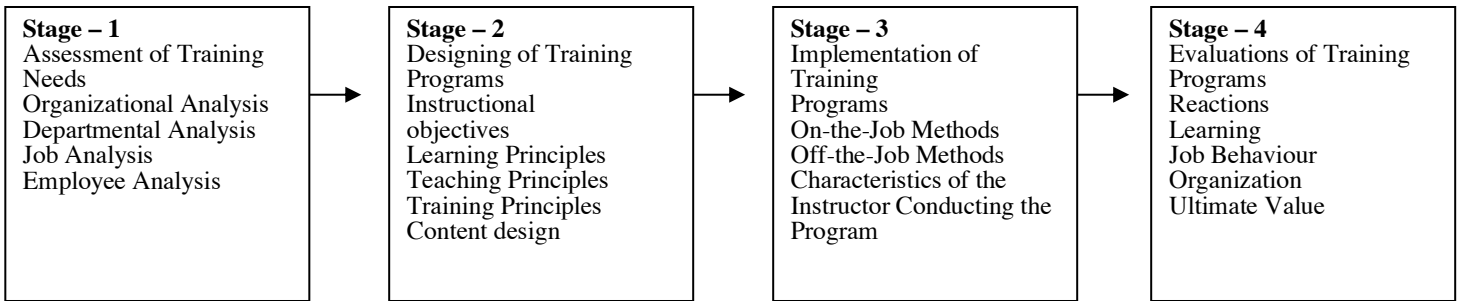 Stage – 1
Assessment of Training
Needs
Organizational Analysis
Departmental Analysis
Job Analysis
Employee Analysis
Stage – 2
Designing of Training
Programs
Instructional
objectives
Learning Principles
Teaching Principles
Training Principles
Content design
Stage – 3
Implementation of
Training
Programs
On-the-Job Methods
Off-the-Job Methods
Characteristics of the
Instructor Conducting the
Program
Stage – 4
Evaluations of Training
Programs
Reactions
Learning
Job Behaviour
Organization
Ultimate Value